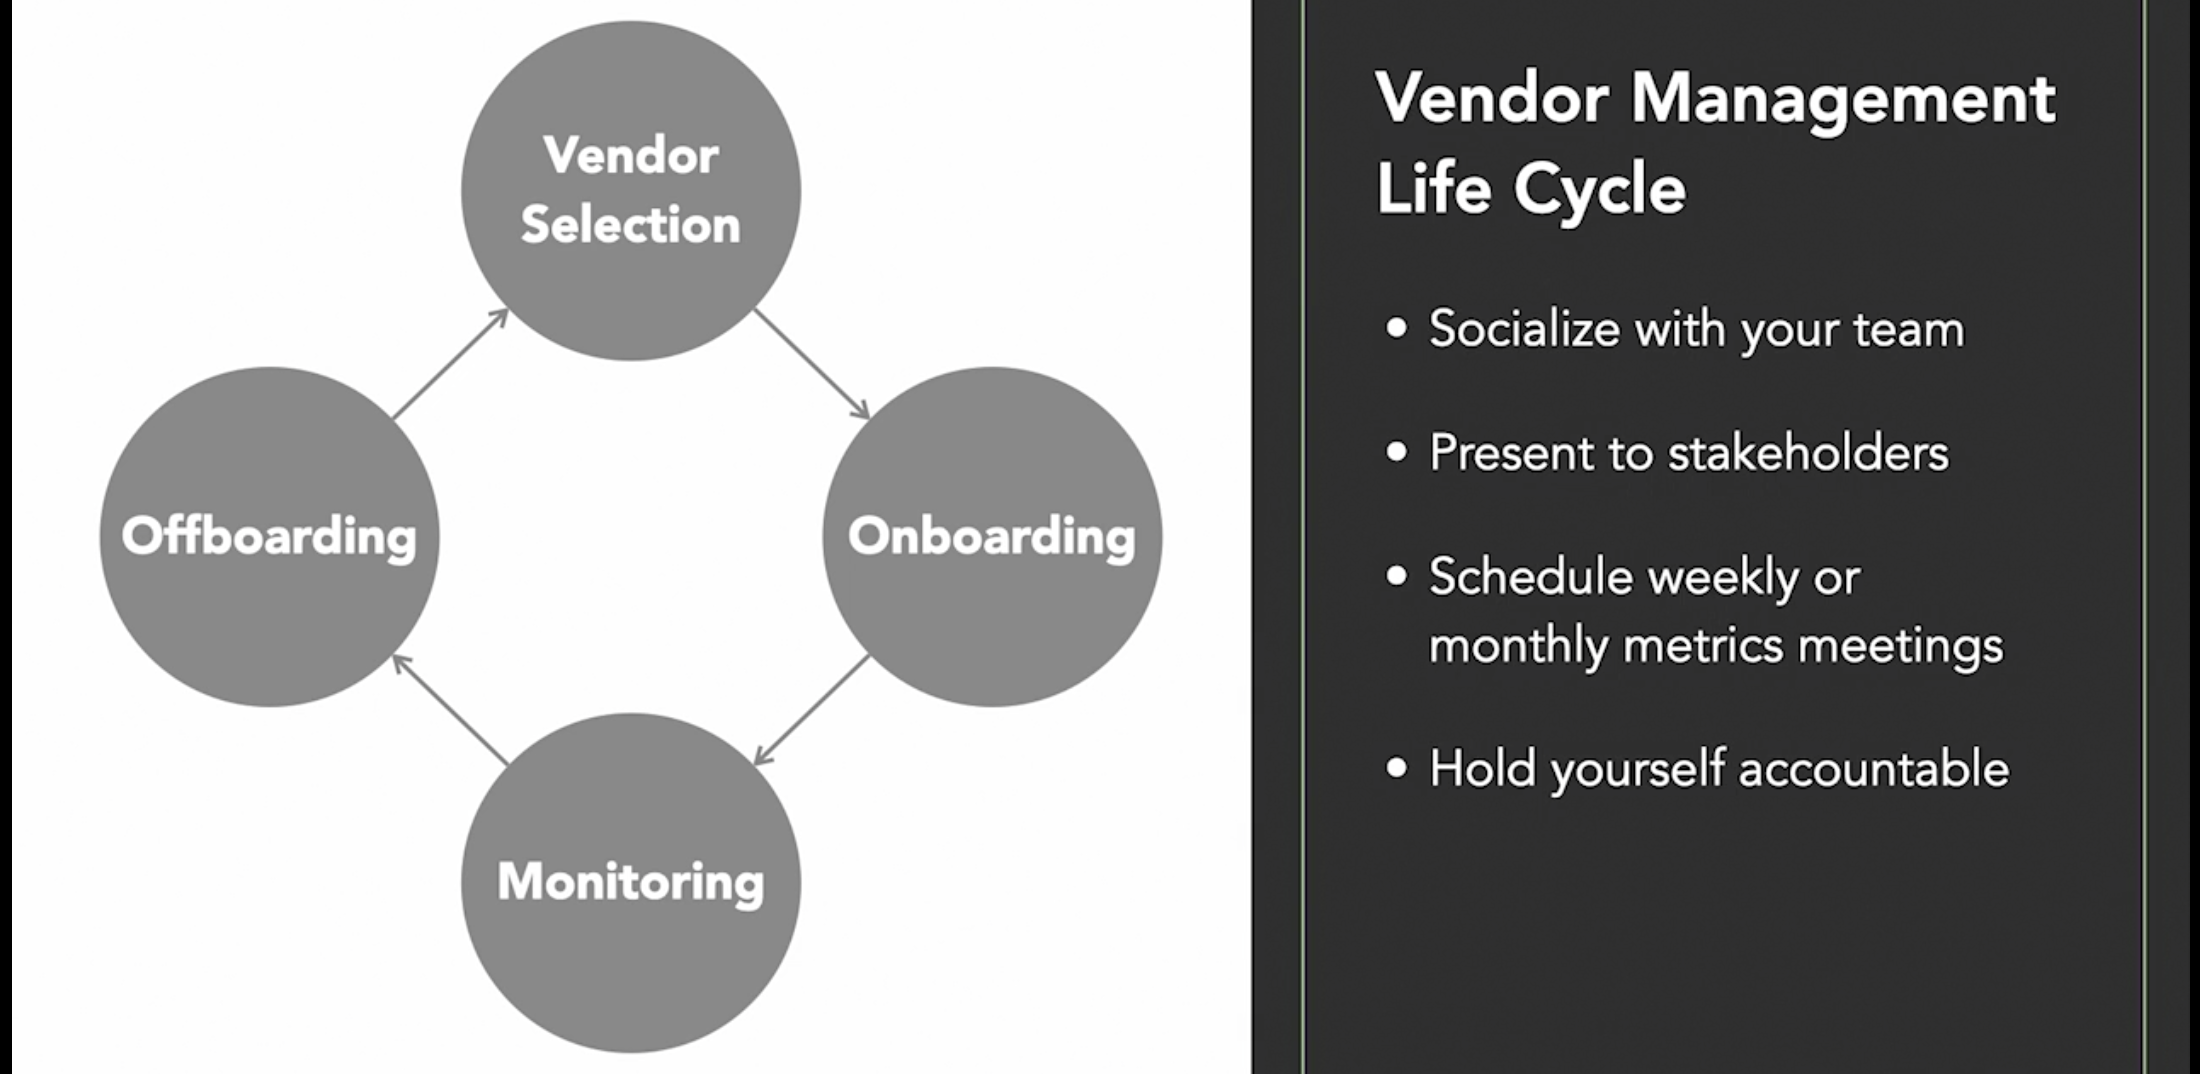 Vendor
Selection
Offboarding
Onboarding
Monitoring
Vendor Management
Life Cycle
• Socialize with your team
• Present to stakeholders
• Schedule weekly or
monthly metrics meetings
• Hold yourself accountable